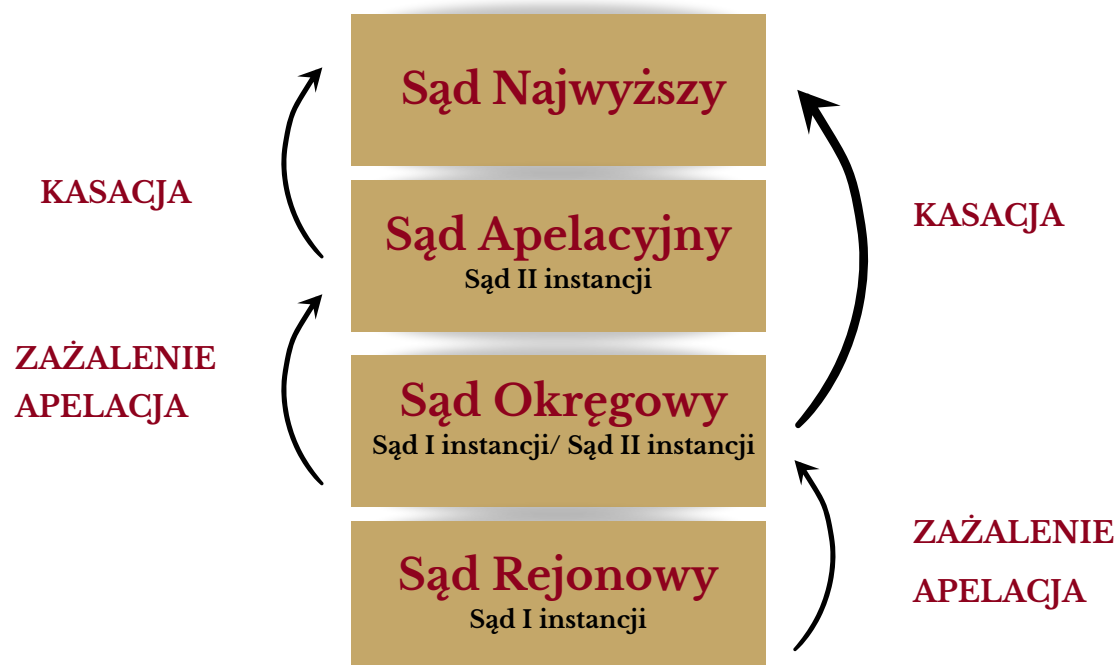 Sąd Najwyższy
KASACJA
KASACJA
Sąd Apelacyjny
Sąd II instancji
ZAŻALENIE
APELACJA
Sąd Okręgowy
Sąd I instancji/ Sąd II instancji
ZAŻALENIE
APELACJA
Sąd Rejonowy
Sąd I instancji